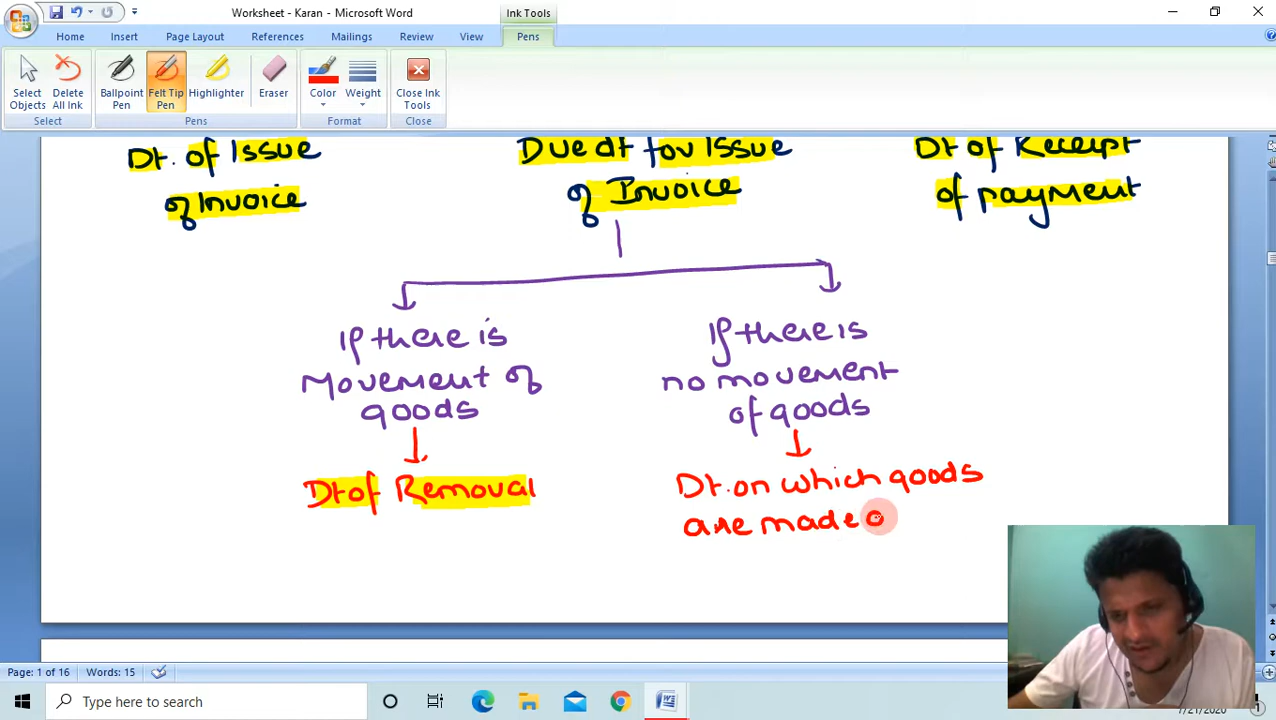 Worksheet - Karan - Microsoft Word
Ink Tools
Home
Insert
Page Layout
References
Mailings
Review
View
Pens
Select Objects
Delete All Ink
Ballpoint Pen
Felt Tip Pen
Highlighter
Eraser
Color
Weight
Close Ink Tools
Select
Pens
Format
Close
Dt. of Issue
of Invoice
Due dt for Issue
of Invoice
Dt of Receipt
of payment
If there is
Movement of
goods
Dt of Removal
If there is
no movement
of goods
Dt. on which goods
are made
Page: 1 of 16
Words: 15
Type here to search
7/21/2020